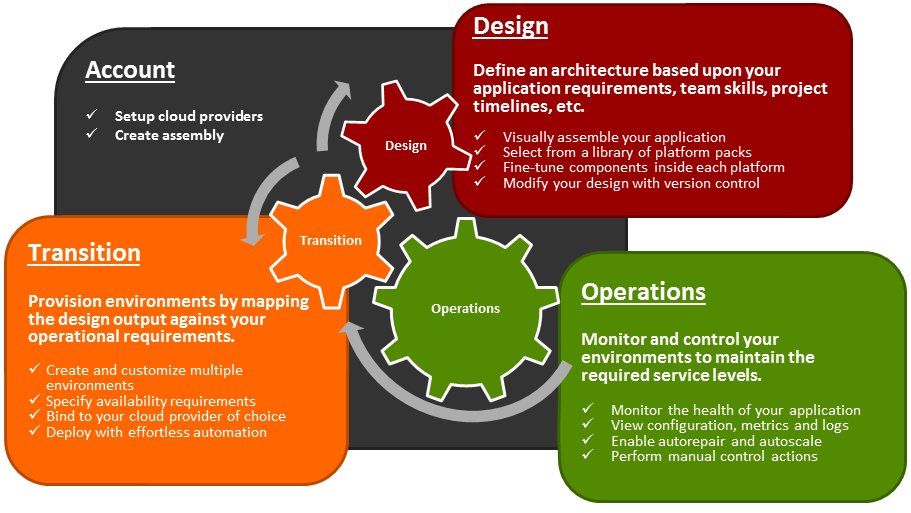 Account
✓ Setup cloud providers
✓ Create assembly
Design
Define an architecture based upon your
application requirements, team skills, project
timelines, etc.
✓ Visually assemble your application
✓ Select from a library of platform packs
✓ Fine-tune components inside each platform
✓ Modify your design with version control
Design
Transition
Operations
Transition
Provision environments by mapping
the design output against your
operational requirements.
✓ Create and customize multiple
environments
✓ Specify availability requirements
✓ Bind to your cloud provider of choice
✓ Deploy with effortless automation
Operations
Monitor and control your
environments to maintain the
required service levels.
✓ Monitor the health of your application
✓ View configuration, metrics and logs
✓ Enable autorepair and autoscale
✓ Perform manual control actions